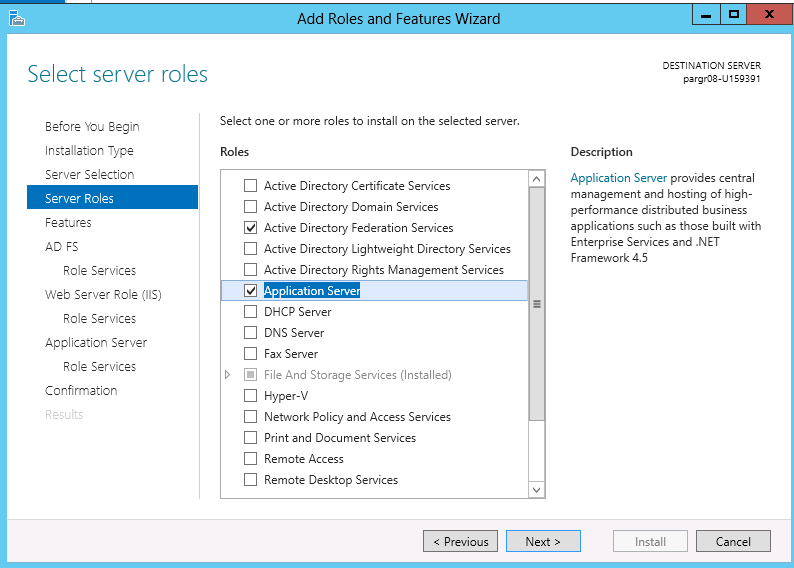 Add Roles and Features Wizard
Select server roles
DESTINATION SERVER
pargr08-U159391
Before You Begin
Installation Type
Server Selection
Server Roles
Features
AD FS
Role Services
Web Server Role (IIS)
Role Services
Application Server
Role Services
Confirmation
Results
Select one or more roles to install on the selected server.
Roles
Active Directory Certificate Services
Active Directory Domain Services
Active Directory Federation Services
Active Directory Lightweight Directory Services
Active Directory Rights Management Services
Application Server
DHCP Server
DNS Server
Fax Server
File And Storage Services (Installed)
Hyper-V
Network Policy and Access Services
Print and Document Services
Remote Access
Remote Desktop Services
Description
Application Server provides central
management and hosting of high-
performance distributed business
applications such as those built with
Enterprise Services and .NET
Framework 4.5
< Previous
Next >
Install
Cancel